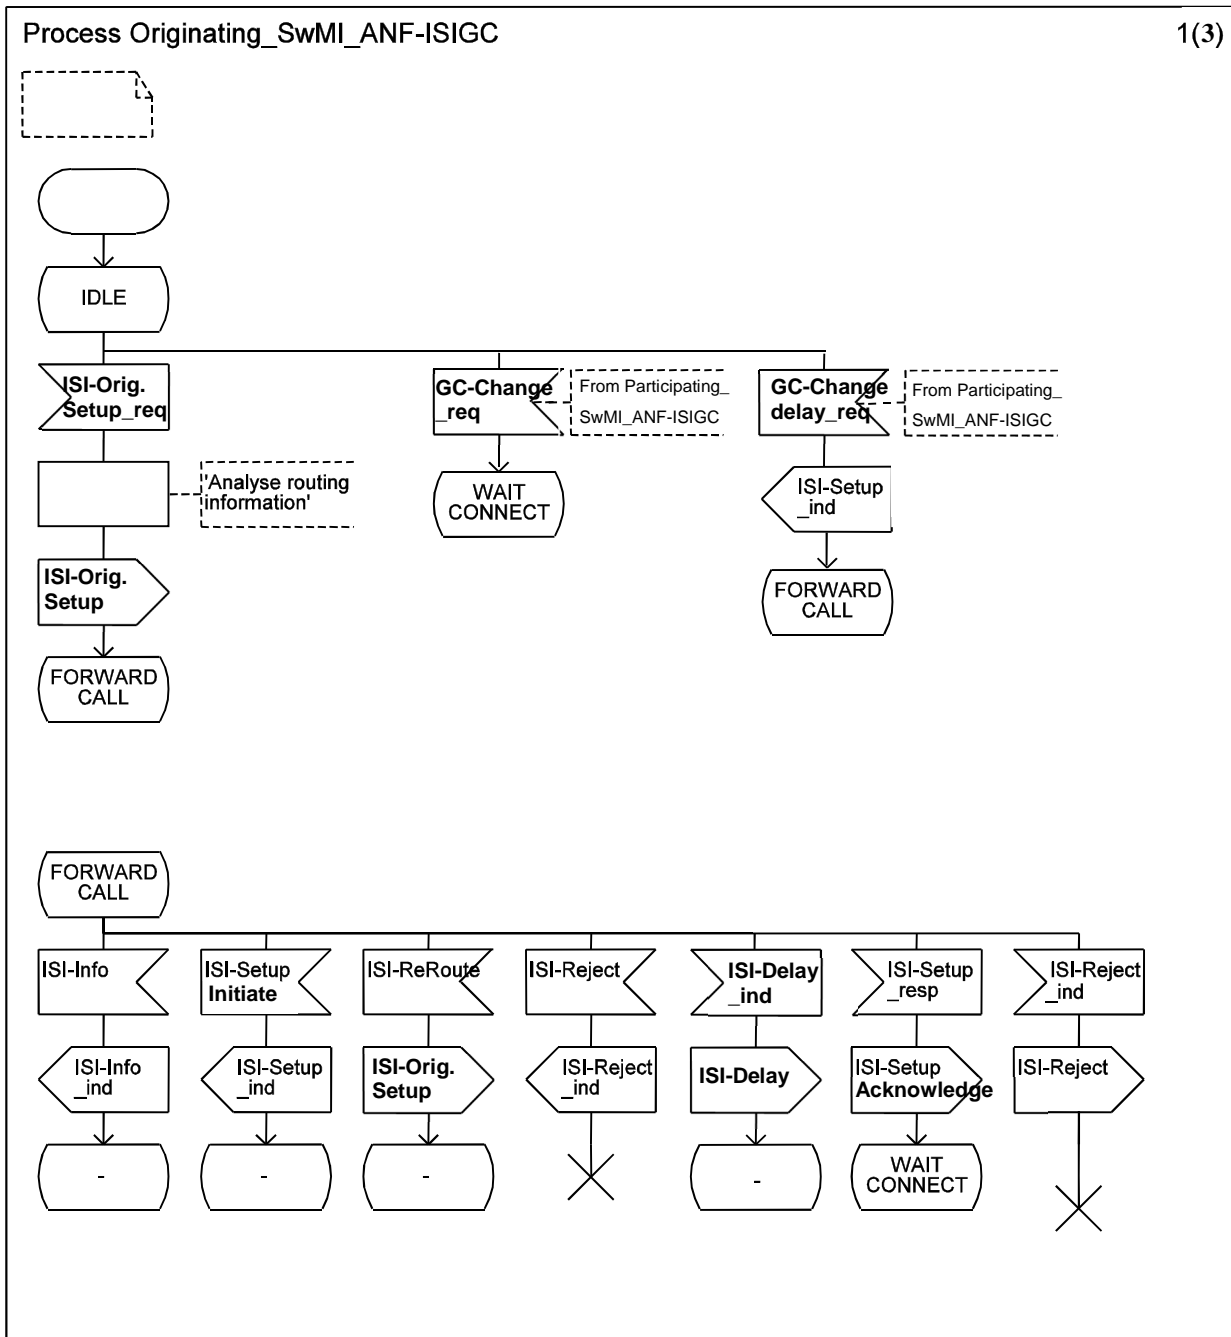 Process Originating_SwMI_ANF-ISIGC
1(3)
IDLE
ISI-Orig.
Setup_req
GC-Change
_req
From Participating_
SwMI_ANF-ISIGC
GC-Change
delay_req
From Participating_
SwMI_ANF-ISIGC
'Analyse routing
information'
WAIT
CONNECT
ISI-Setup
_ind
ISI-Orig.
Setup
FORWARD
CALL
FORWARD
CALL
FORWARD
CALL
ISI-Info
ISI-Setup
Initiate
ISI-ReRoute
ISI-Reject
ISI-Delay
_ind
ISI-Setup
_resp
ISI-Reject
_ind
ISI-Info
_ind
ISI-Setup
_ind
ISI-Orig.
Setup
ISI-Reject
_ind
ISI-Delay
ISI-Setup
Acknowledge
ISI-Reject
-
-
-
-
WAIT
CONNECT